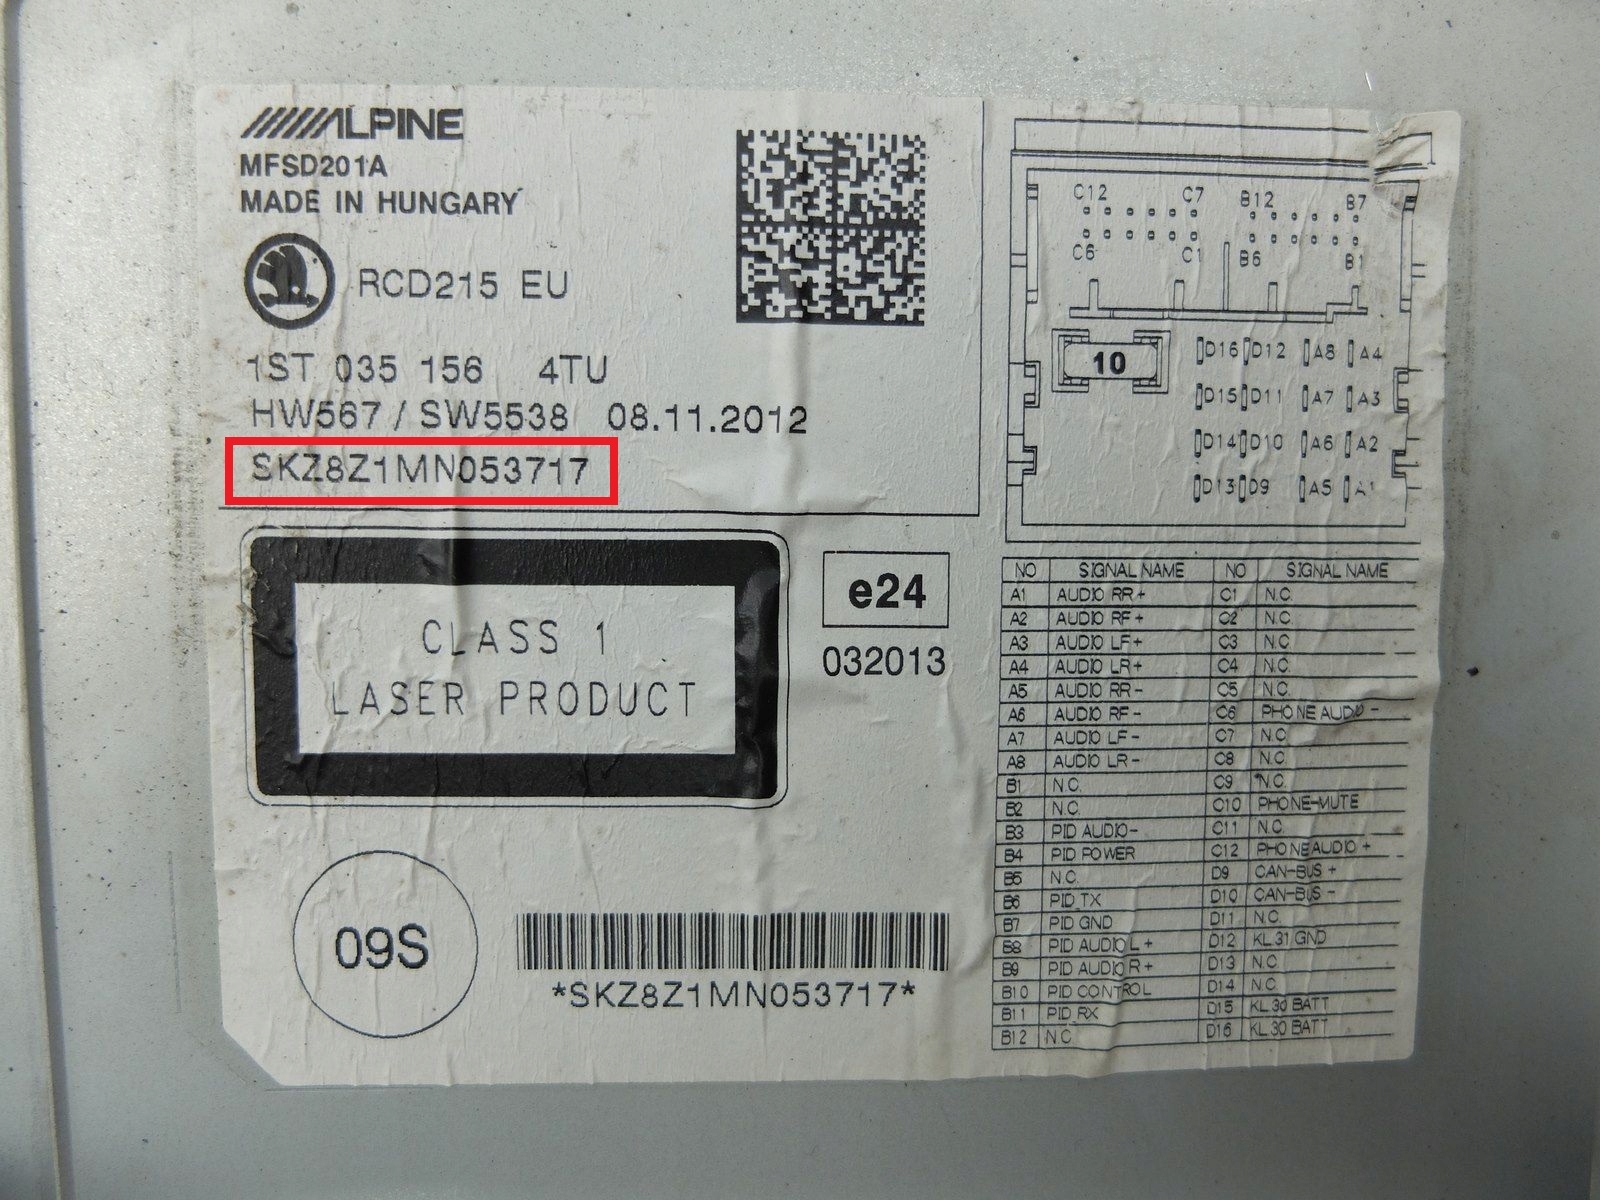 ALPINE
MFSD201A
MADE IN HUNGARY
RCD215 EU
1ST 035 156 4TU
HW567 / SW5538 08.11.2012
SKZ8Z1MN053717
CLASS 1
LASER PRODUCT
e24
032013
09S
*SKZ8Z1MN053717*
C12 C7 B12 B7
C6 C1 B6 B1
10
D16 D12 A8 A4
D15 D11 A7 A3
D14 D10 A6 A2
D13 D9 A5 A1
NO SIGNAL NAME NO SIGNAL NAME
A1 AUDIO RR+ C1 N.C.
A2 AUDIO RF+ C2 N.C.
A3 AUDIO LF+ C3 N.C.
A4 AUDIO LR+ C4 N.C.
A5 AUDIO RR- C5 N.C.
A6 AUDIO RF- C6 PHONE AUDIO -
A7 AUDIO LF- C7 N.C.
A8 AUDIO LR- C8 N.C.
B1 N.C. C9 N.C.
B2 N.C. C10 PHONE-MUTE
B3 PID AUDIO- C11 N.C.
B4 PID POWER C12 PHONE AUDIO +
B5 N.C. D9 CAN-BUS +
B6 PID TX D10 CAN-BUS -
B7 PID GND D11 N.C.
B8 PID AUDIO L+ D12 KL.31 GND
B9 PID AUDIO R+ D13 N.C.
B10 PID CONTROL D14 N.C.
B11 PID RX D15 KL.30 BATT
B12 N.C. D16 KL.30 BATT